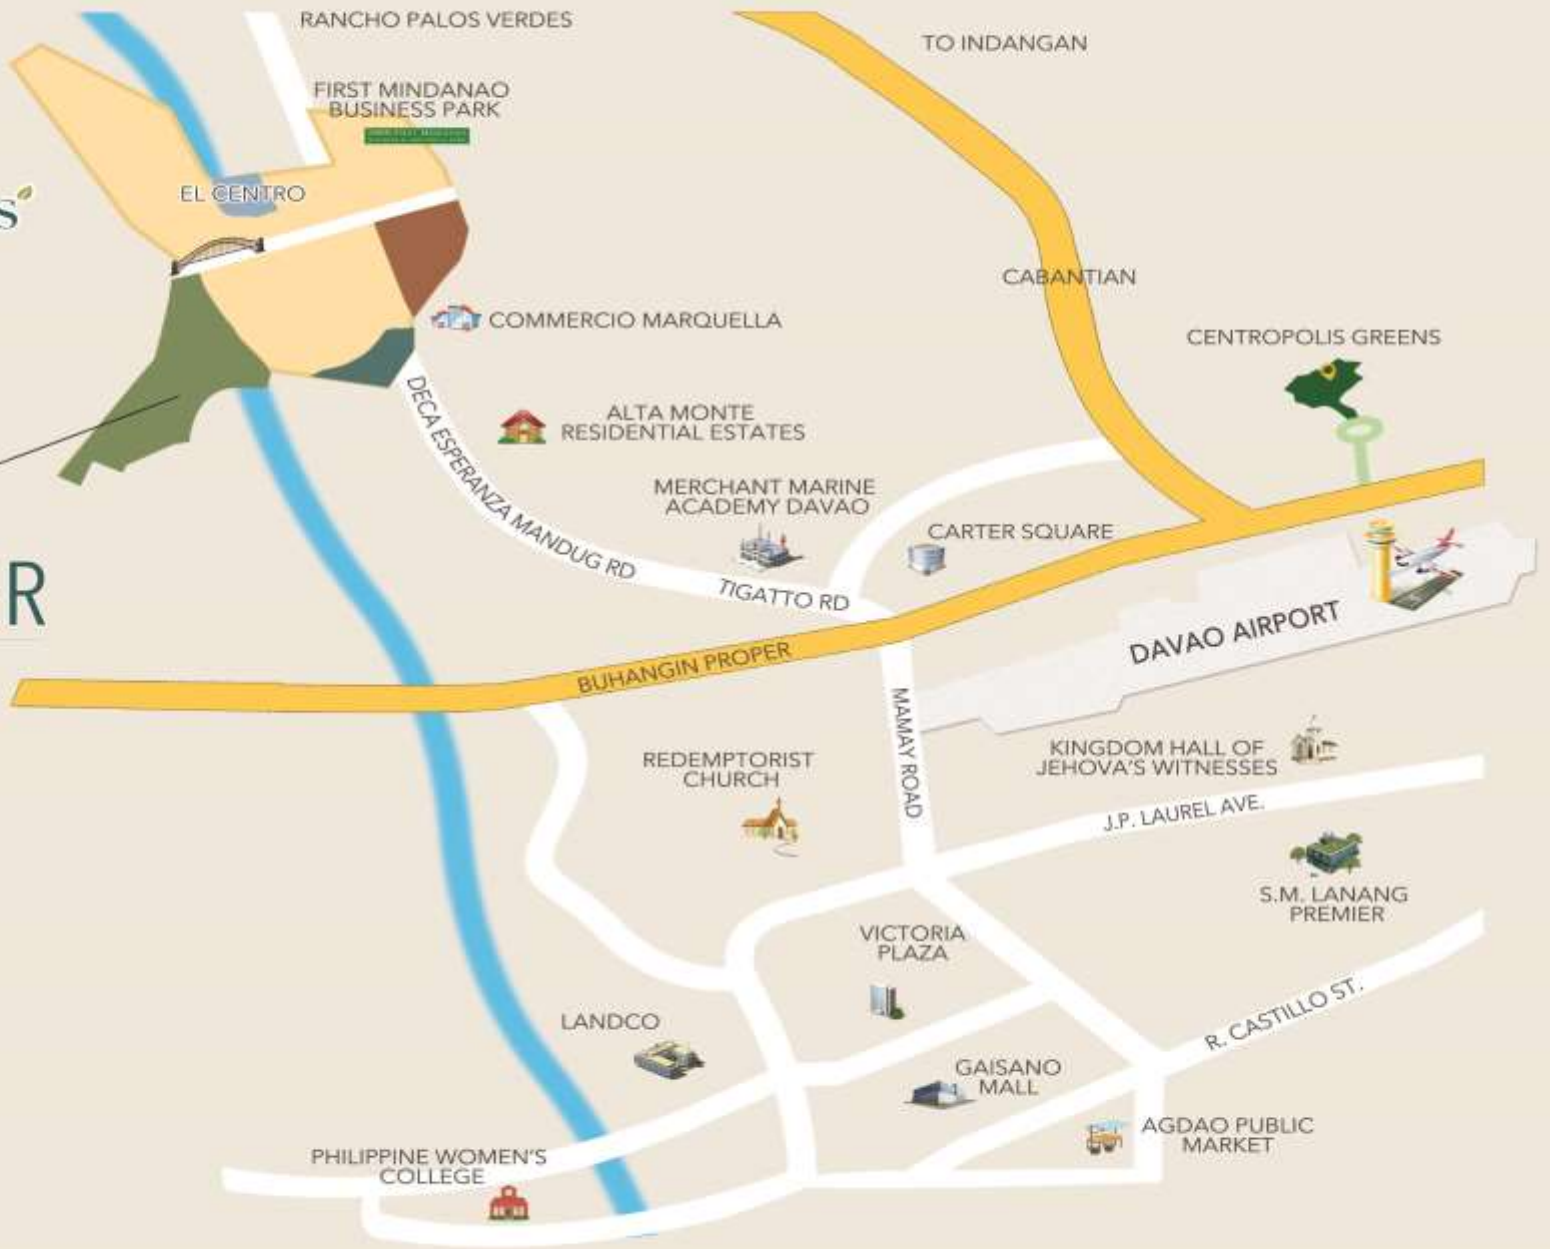 RANCHO PALOS VERDES
TO INDANGAN
FIRST MINDANAO
BUSINESS PARK
EL CENTRO
S
CABANTIAN
COMMERCIO MARQUELLA
CENTROPOLIS GREENS
DECA ESPERANZA MANDUG RD
ALTA MONTE
RESIDENTIAL ESTATES
MERCHANT MARINE
ACADEMY DAVAO
CARTER SQUARE
R
TIGATTO RD
DAVAO AIRPORT
BUHANGIN PROPER
MAMAY ROAD
REDEMPTORIST
CHURCH
KINGDOM HALL OF
JEHOVA'S WITNESSES
J.P. LAUREL AVE.
S.M. LANANG
PREMIER
VICTORIA
PLAZA
LANDCO
R. CASTILLO ST.
GAISANO
MALL
AGDAO PUBLIC
MARKET
PHILIPPINE WOMEN'S
COLLEGE